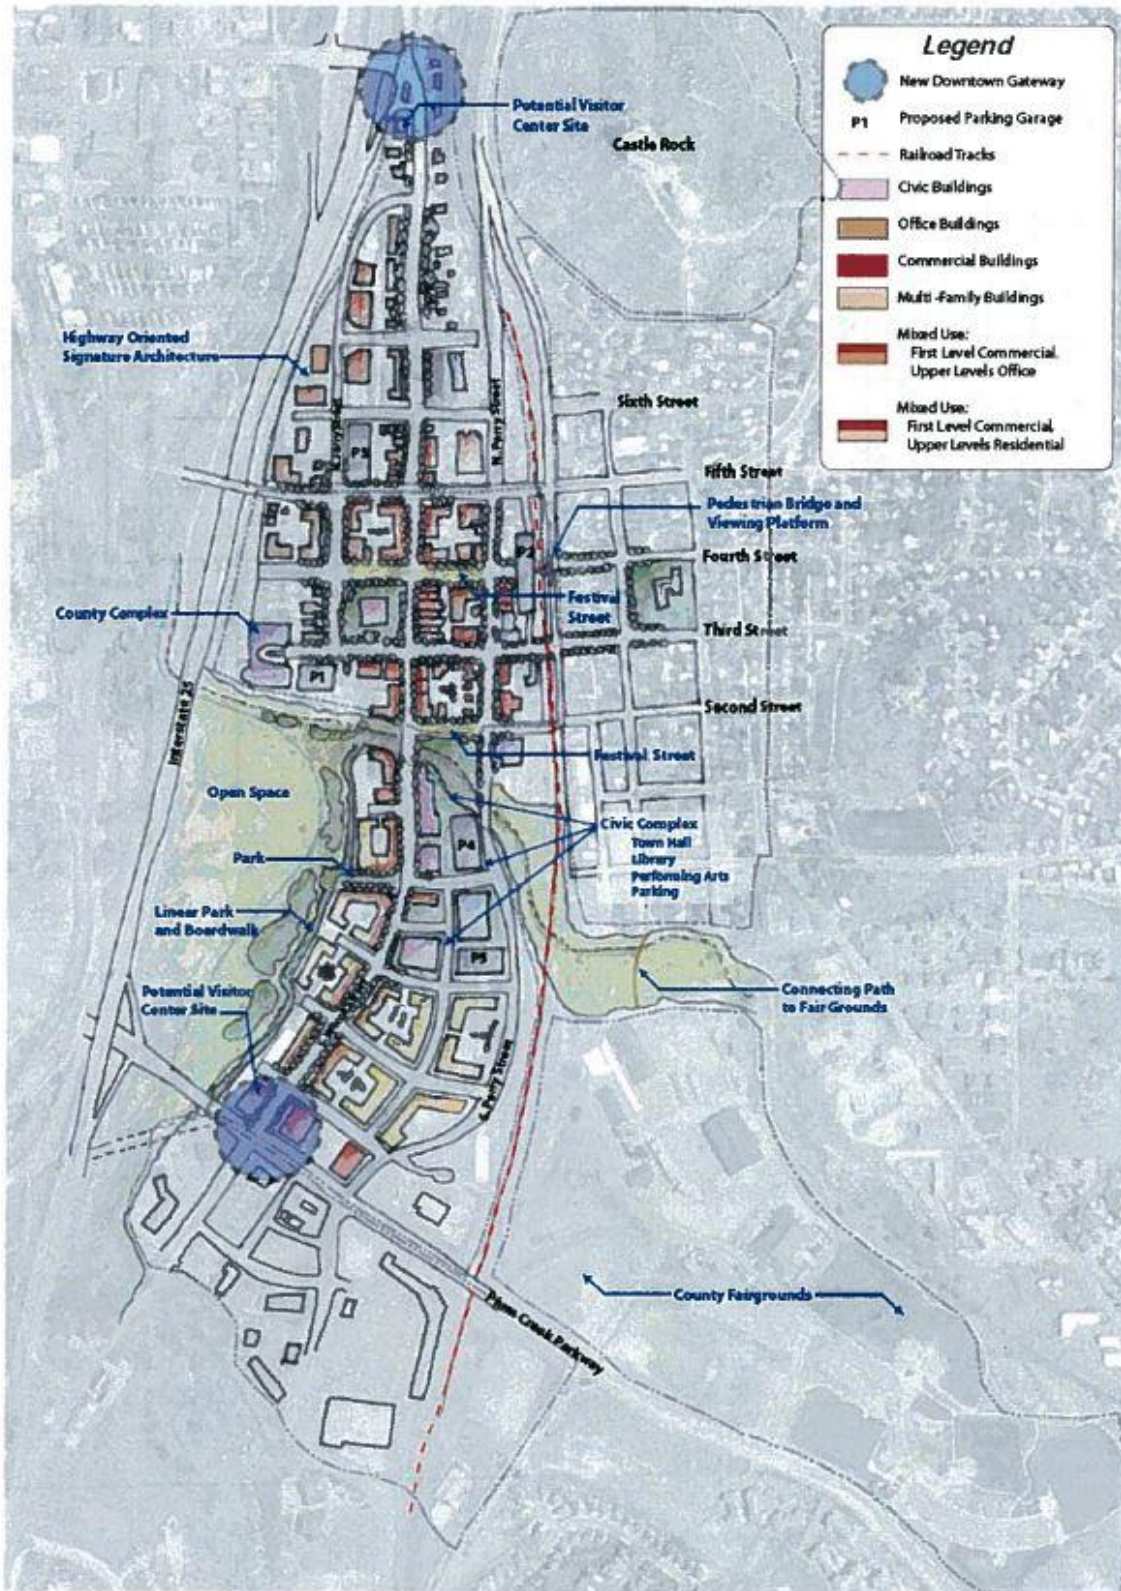 Legend
New Downtown Gateway
P1 Proposed Parking Garage
Railroad Tracks
Civic Buildings
Office Buildings
Commercial Buildings
Multi-Family Buildings
Mixed Use:
First Level Commercial,
Upper Levels Office
Mixed Use:
First Level Commercial,
Upper Levels Residential
Potential Visitor
Center Site
Castle Rock
Highway Oriented
Signature Architecture
N. Perry Street
Sixth Street
P3
Fifth Street
Pedestrian Bridge and
Viewing Platform
P2
Fourth Street
Festival
Street
County Complex
Third Street
P1
Second Street
Interstate 25
Festival Street
Open Space
Civic Complex
Town Hall
Library
Performing Arts
Parking
P4
Park
Linear Park
and Boardwalk
P5
Potential Visitor
Center Site
Connecting Path
to Fair Grounds
S. Perry Street
County Fairgrounds
Plum Creek Parkway